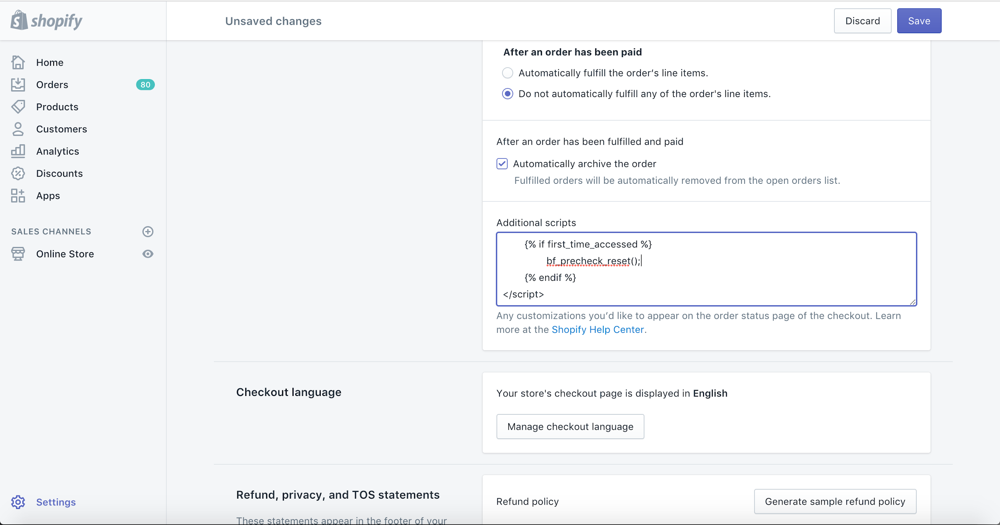 shopify
Unsaved changes
Discard
Save
Home
Orders
80
Products
Customers
Analytics
Discounts
Apps
SALES CHANNELS
Online Store
Settings
After an order has been paid
Automatically fulfill the order’s line items.
Do not automatically fulfill any of the order's line items.
After an order has been fulfilled and paid
Automatically archive the order
Fulfilled orders will be automatically removed from the open orders list.
Additional scripts
{% if first_time_accessed %}
bf_precheck_reset();
{% endif %}
</script>
Any customizations you’d like to appear on the order status page of the checkout. Learn
more at the Shopify Help Center.
Checkout language
Your store's checkout page is displayed in English
Manage checkout language
Refund, privacy, and TOS statements
These statements appear in the footer of your
Refund policy
Generate sample refund policy